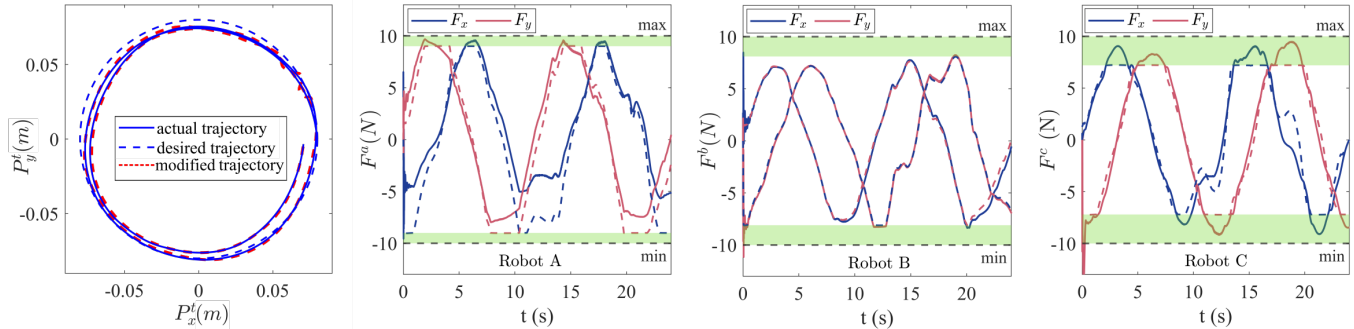 0.05
0
-0.05
P_y^t(m)
actual trajectory
desired trajectory
modified trajectory
-0.05 0 0.05
P_x^t(m)
F_x F_y
max
10
5
0
-5
-10
F^a(N)
min
Robot A
0 5 10 15 20
t (s)
F_x F_y
max
10
5
0
-5
-10
F^b(N)
min
Robot B
0 5 10 15 20
t (s)
F_x F_y
max
10
5
0
-5
-10
F^c (N)
min
Robot C
0 5 10 15 20
t (s)